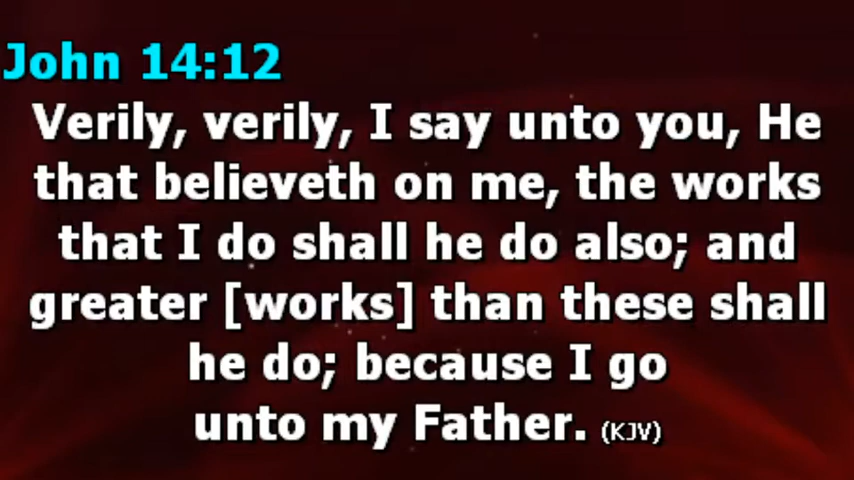 John 14:12
Verily, verily, I say unto you, He
that believeth on me, the works
that I do shall he do also; and
greater [works] than these shall
he do; because I go
unto my Father. (KJV)